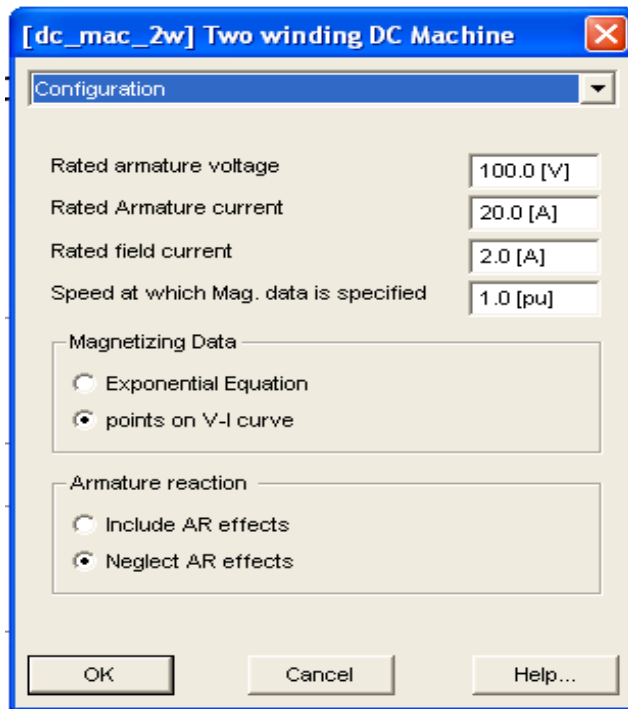 [dc_mac_2w] Two winding DC Machine
Configuration
Rated armature voltage 100.0 [V]
Rated Armature current 20.0 [A]
Rated field current 2.0 [A]
Speed at which Mag. data is specified 1.0 [pu]
Magnetizing Data
Exponential Equation
points on V-I curve
Armature reaction
Include AR effects
Neglect AR effects
OK Cancel Help...